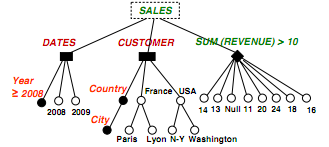 SALES
DATES
CUSTOMER
SUM (REVENUE) > 10
Year
≥ 2008
Country
France
USA
2008
2009
City
14
13
Null
11
20
24
18
16
Paris
Lyon
N-Y
Washington